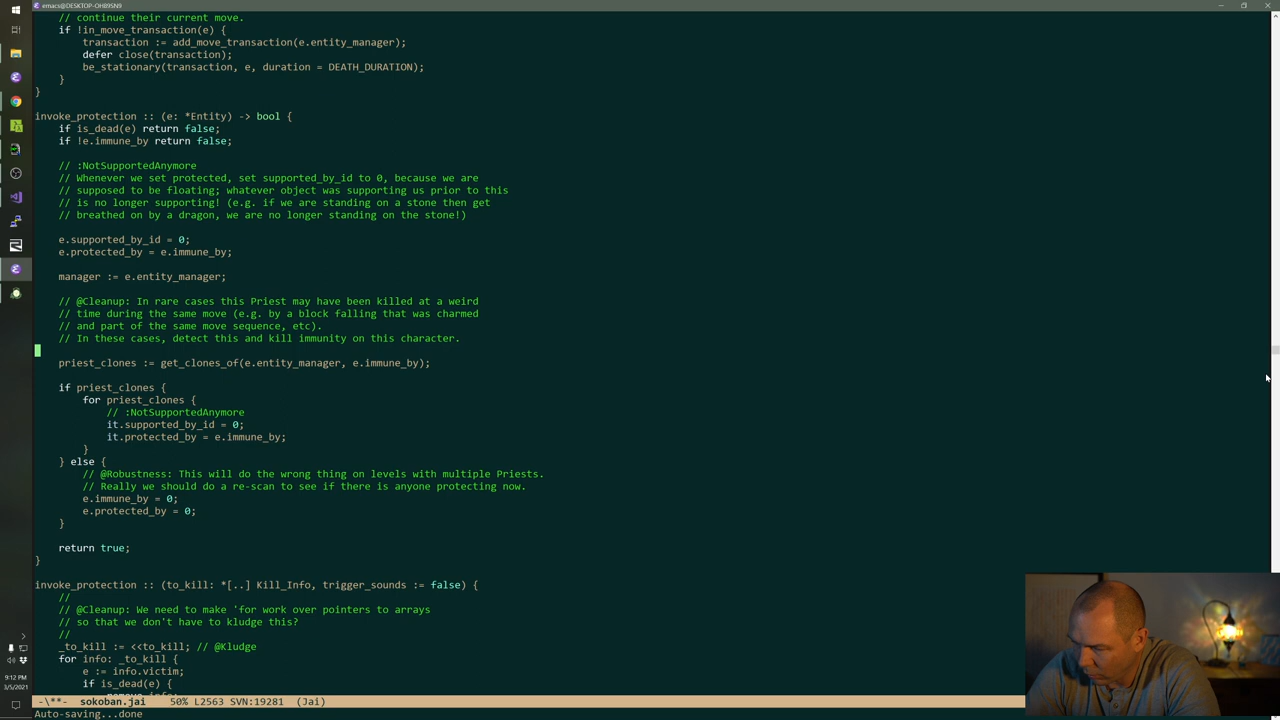 emacs@DESKTOP-OH89SN9
// continue their current move.
if !in_move_transaction(e) {
transaction := add_move_transaction(e.entity_manager);
defer close(transaction);
be_stationary(transaction, e, duration = DEATH_DURATION);
}
}
invoke_protection :: (e: *Entity) -> bool {
if is_dead(e) return false;
if !e.immune_by return false;
// :NotSupportedAnymore
// Whenever we set protected, set supported_by_id to 0, because we are
// supposed to be floating; whatever object was supporting us prior to this
// is no longer supporting! (e.g. if we are standing on a stone then get
// breathed on by a dragon, we are no longer standing on the stone!)
e.supported_by_id = 0;
e.protected_by = e.immune_by;
manager := e.entity_manager;
// @Cleanup: In rare cases this Priest may have been killed at a weird
// time during the same move (e.g. by a block falling that was charmed
// and part of the same move sequence, etc).
// In these cases, detect this and kill immunity on this character.
priest_clones := get_clones_of(e.entity_manager, e.immune_by);
if priest_clones {
for priest_clones {
// :NotSupportedAnymore
it.supported_by_id = 0;
it.protected_by = e.immune_by;
}
} else {
// @Robustness: This will do the wrong thing on levels with multiple Priests.
// Really we should do a re-scan to see if there is anyone protecting now.
e.immune_by = 0;
e.protected_by = 0;
}
return true;
}
invoke_protection :: (to_kill: *[..] Kill_Info, trigger_sounds := false) {
//
// @Cleanup: We need to make 'for work over pointers to arrays
// so that we don't have to kludge this?
//
_to_kill := <<to_kill; // @Kludge
for info: _to_kill {
e := info.victim;
if is_dead(e) {
9:12 PM
3/5/2021
-\**- sokoban.jai 50% L2563 SVN:19281 (Jai)
Auto-saving...done